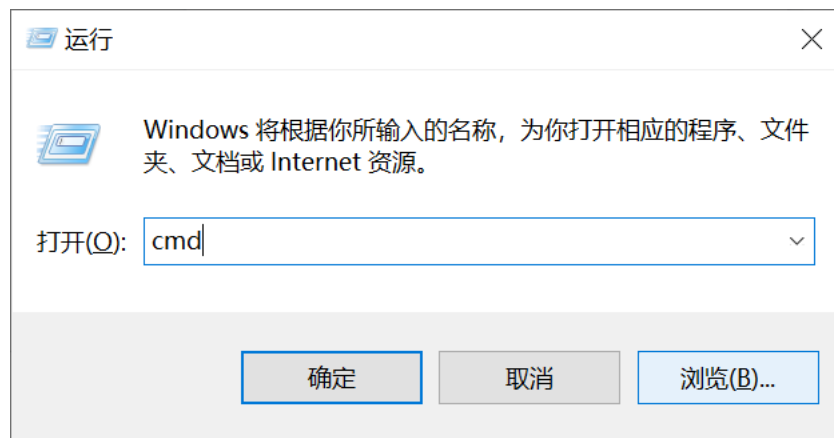 运行
Windows 将根据你所输入的名称，为你打开相应的程序、文件
夹、文档或 Internet 资源。
打开(O): cmd
确定 取消 浏览(B)...